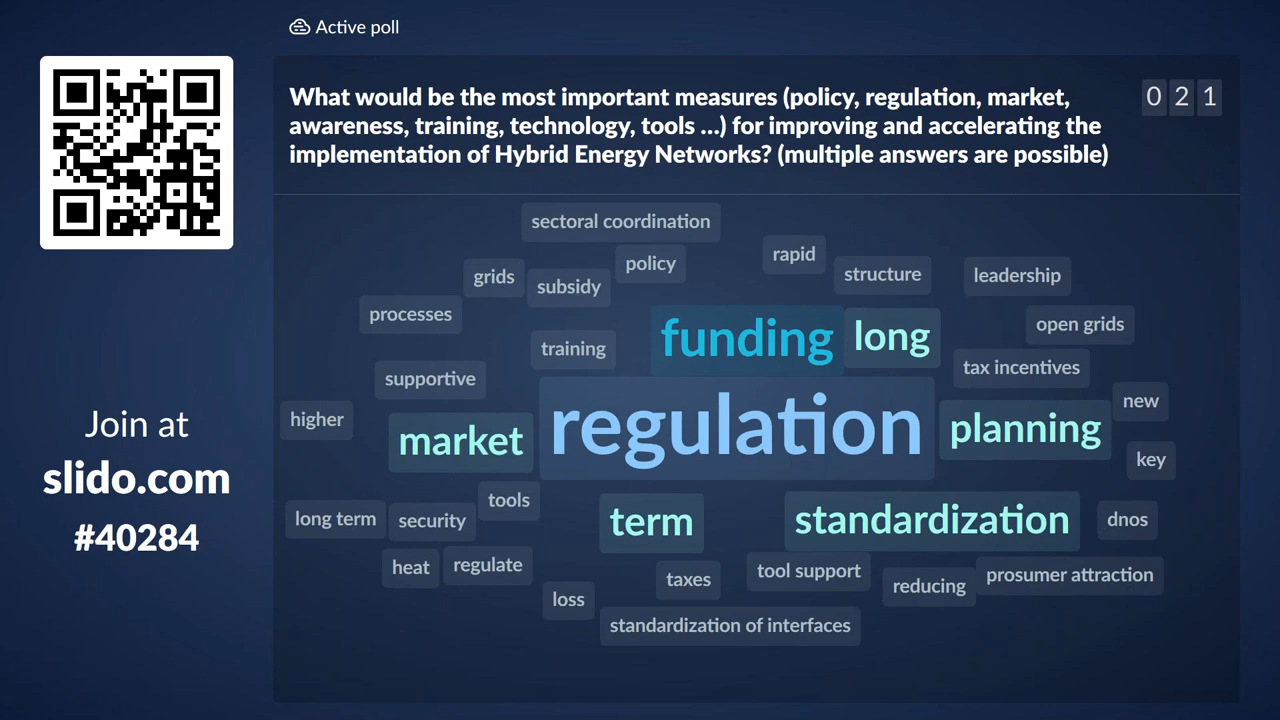 Active poll
What would be the most important measures (policy, regulation, market,
awareness, training, technology, tools ...) for improving and accelerating the
implementation of Hybrid Energy Networks? (multiple answers are possible)
0 2 1
sectoral coordination
rapid
policy
structure
leadership
grids
subsidy
processes
open grids
funding
long
training
tax incentives
supportive
new
higher
regulation
planning
market
key
tools
long term
security
term
standardization
dnos
heat
regulate
taxes
tool support
reducing
prosumer attraction
loss
standardization of interfaces
Join at
slido.com
#40284